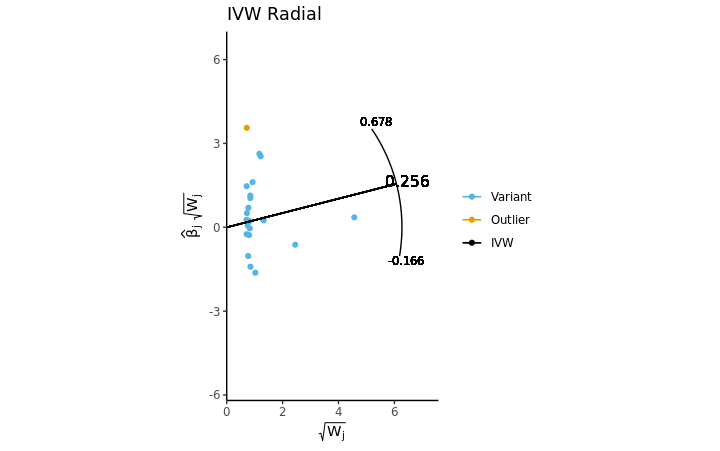 IVW Radial
6
3
0
-3
-6
β̂j √Wj
0.678
0.256
-0.166
Variant
Outlier
IVW
0 2 4 6
√Wj